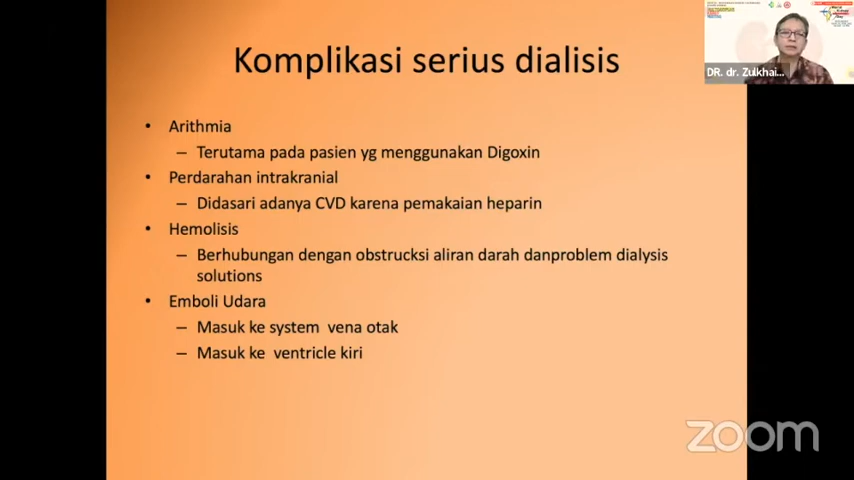 Komplikasi serius dialisis
DR. dr. Zulkhai...
• Arithmia
– Terutama pada pasien yg menggunakan Digoxin
• Perdarahan intrakranial
– Didasari adanya CVD karena pemakaian heparin
• Hemolisis
– Berhubungan dengan obstrucksi aliran darah danproblem dialysis
solutions
• Emboli Udara
– Masuk ke system vena otak
– Masuk ke ventricle kiri
zoom